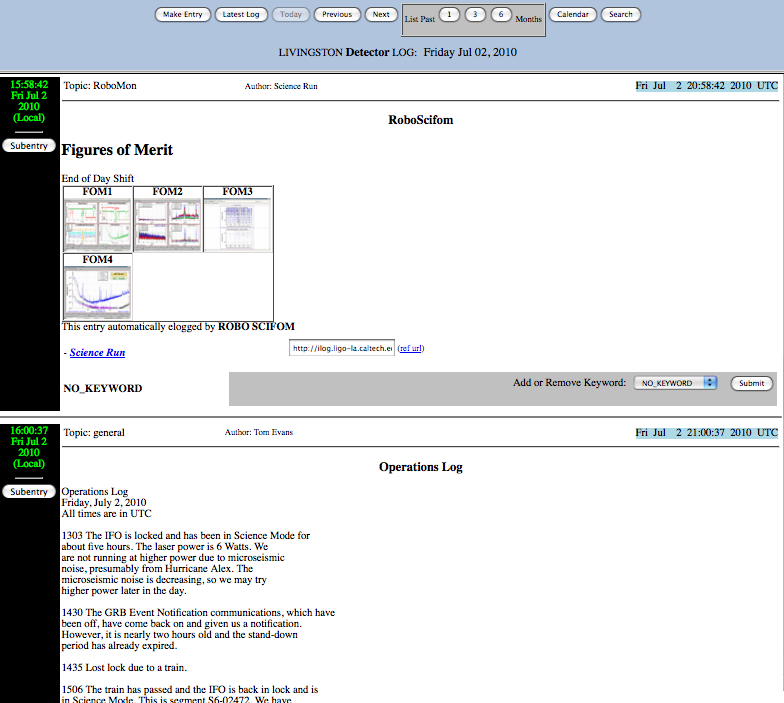 Make Entry Latest Log Today Previous Next List Past 1 3 6 Months Calendar Search
LIVINGSTON Detector LOG: Friday Jul 02, 2010
15:58:42
Fri Jul 2
2010
(Local)
Subentry
Topic: RoboMon Author: Science Run Fri Jul 2 20:58:42 2010 UTC
RoboScifom
Figures of Merit
End of Day Shift
FOM1 FOM2 FOM3
FOM4
This entry automatically elogged by ROBO SCIFOM
- Science Run http://ilog.ligo-la.caltech.e (ref url)
NO_KEYWORD Add or Remove Keyword: NO_KEYWORD Submit
16:00:37
Fri Jul 2
2010
(Local)
Subentry
Topic: general Author: Tom Evans Fri Jul 2 21:00:37 2010 UTC
Operations Log
Operations Log
Friday, July 2, 2010
All times are in UTC
1303 The IFO is locked and has been in Science Mode for
about five hours. The laser power is 6 Watts. We
are not running at higher power due to microseismic
noise, presumably from Hurricane Alex. The
microseismic noise is decreasing, so we may try
higher power later in the day.
1430 The GRB Event Notification communications, which have
been off, have come back on and given us a notification.
However, it is nearly two hours old and the stand-down
period has already expired.
1435 Lost lock due to a train.
1506 The train has passed and the IFO is back in lock and is
in Science Mode. This is segment S6-02472. We have